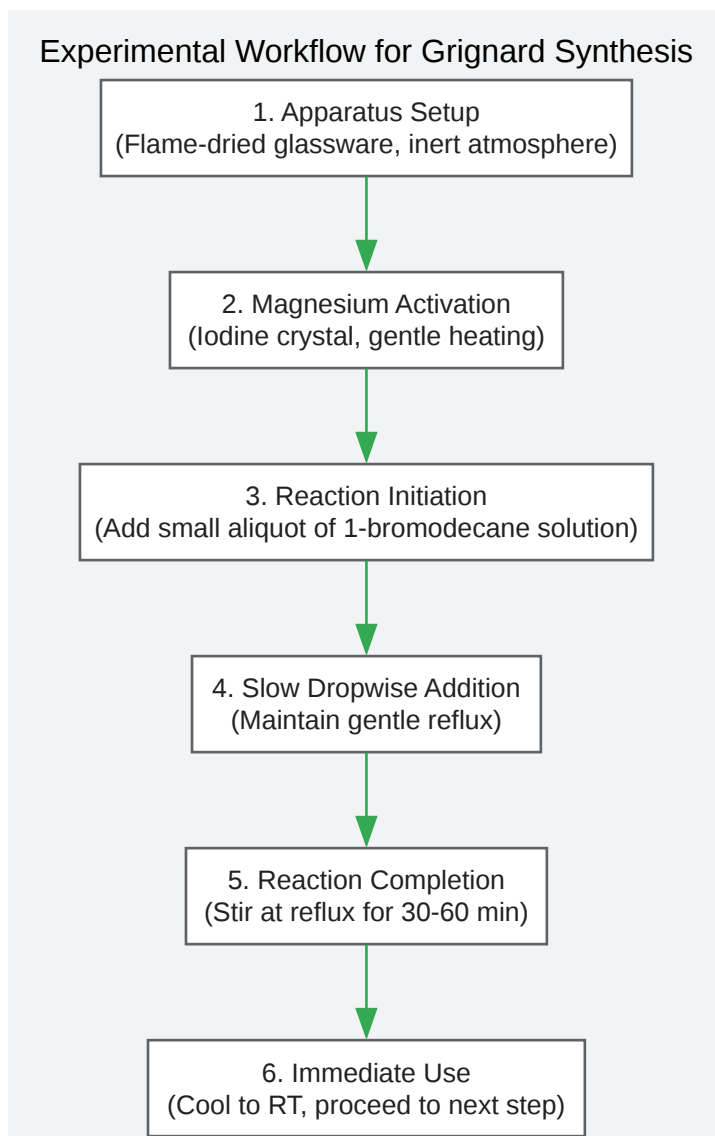 Experimental Workflow for Grignard Synthesis
1. Apparatus Setup
(Flame-dried glassware, inert atmosphere)
2. Magnesium Activation
(Iodine crystal, gentle heating)
3. Reaction Initiation
(Add small aliquot of 1-bromodecane solution)
4. Slow Dropwise Addition
(Maintain gentle reflux)
5. Reaction Completion
(Stir at reflux for 30-60 min)
6. Immediate Use
(Cool to RT, proceed to next step)